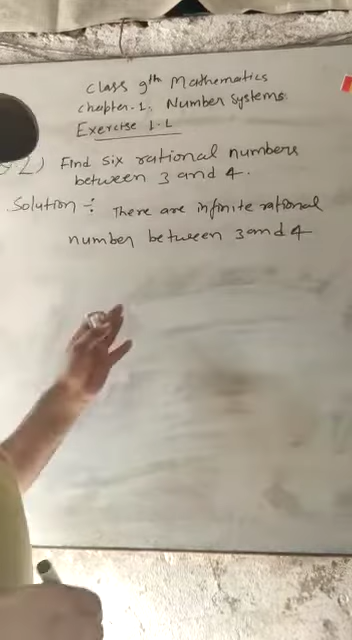 Class 9th Mathematics
chapter.1. Number Systems
Exercise 1.1
2) Find six rational numbers
between 3 and 4.
Solution ÷ There are infinite rational
number between 3 and 4